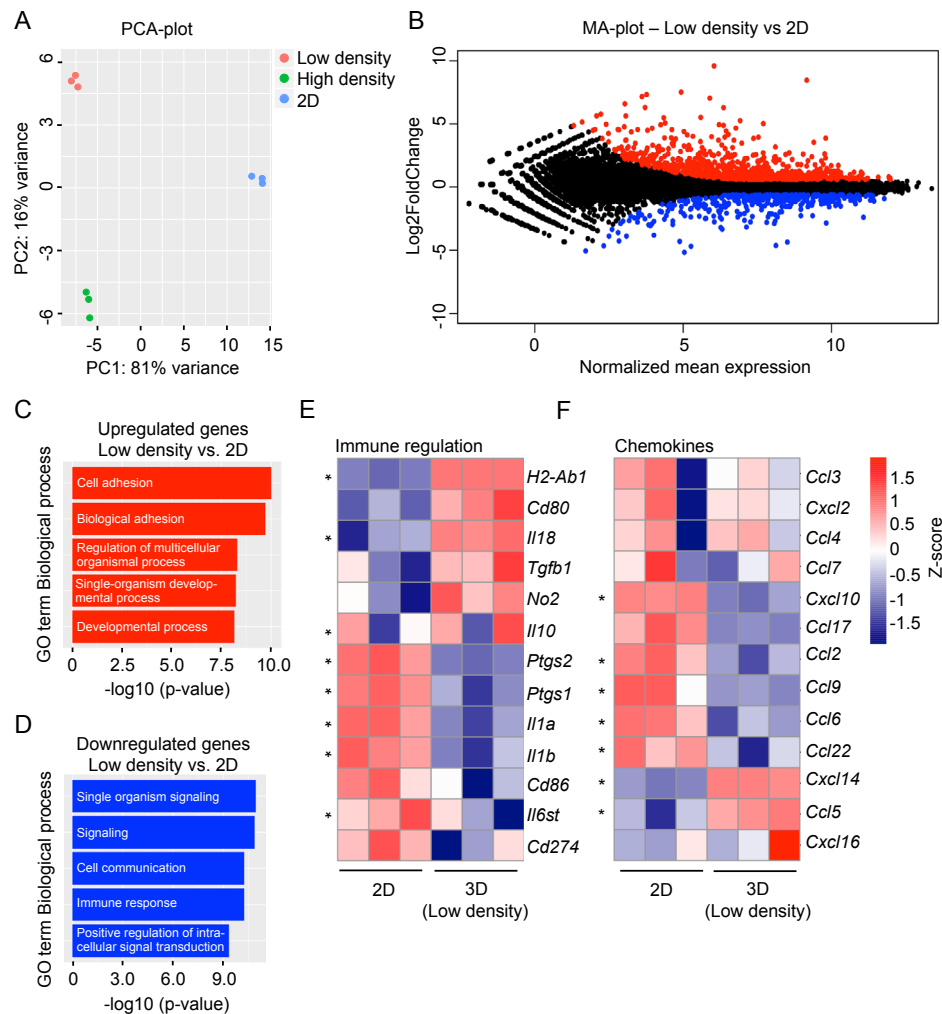 A
PCA-plot
6
3
0
-3
-6
PC2: 16% variance
-5
0
5
10
15
PC1: 81% variance
Low density
High density
2D
B
MA-plot – Low density vs 2D
10
5
0
-5
-10
Log2FoldChange
0
5
10
Normalized mean expression
C
Upregulated genes
Low density vs. 2D
GO term Biological process
Cell adhesion
Biological adhesion
Regulation of multicellular
organismal process
Single-organism develop-
mental process
Developmental process
0
2.5
5.0
7.5
10.0
-log10 (p-value)
D
Downregulated genes
Low density vs. 2D
GO term Biological process
Single organism signaling
Signaling
Cell communication
Immune response
Positive regulation of intra-
cellular signal transduction
0
3.0
6.0
9.0
-log10 (p-value)
E
Immune regulation
* H2-Ab1
Cd80
* Il18
Tgfb1
No2
* Il10
* Ptgs2
* Ptgs1
* Il1a
* Il1b
Cd86
* Il6st
Cd274
2D
3D
(Low density)
F
Chemokines
Ccl3
Cxcl2
Ccl4
Ccl7
* Cxcl10
Ccl17
* Ccl2
* Ccl9
* Ccl6
* Ccl22
* Cxcl14
* Ccl5
Cxcl16
2D
3D
(Low density)
1.5
1
0.5
0
-0.5
-1
-1.5
Z-score